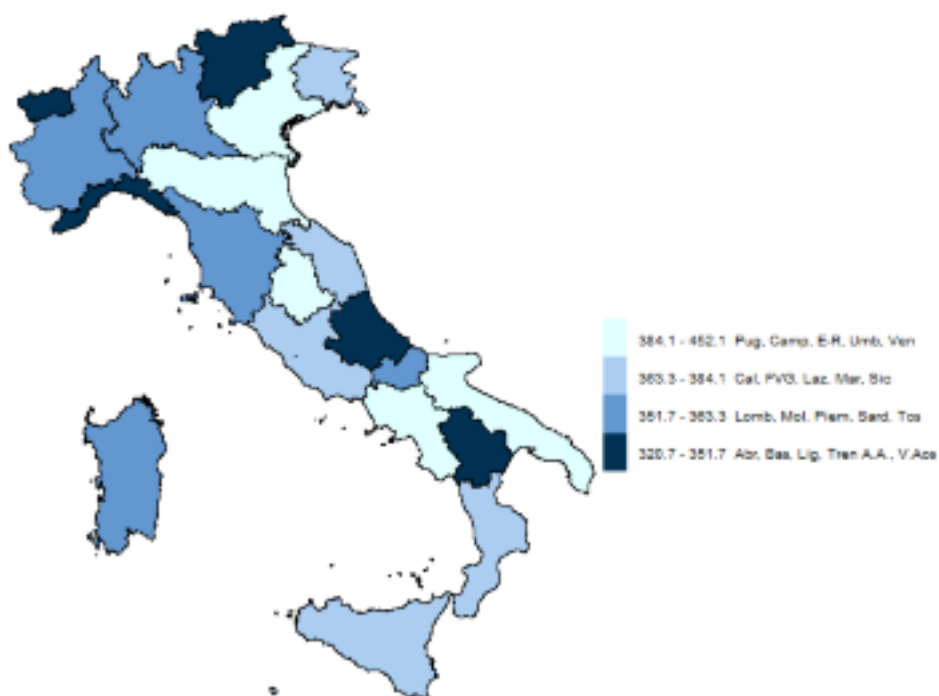 384.1 - 452.1 Pug, Camp, E-R, Umb, Ven
363.3 - 384.1 Cal, FVG, Laz, Mar, Sic
351.7 - 363.3 Lomb, Mol, Piem, Sard, Tos
320.7 - 351.7 Abr, Bas, Lig, Tren A.A., V.Aos